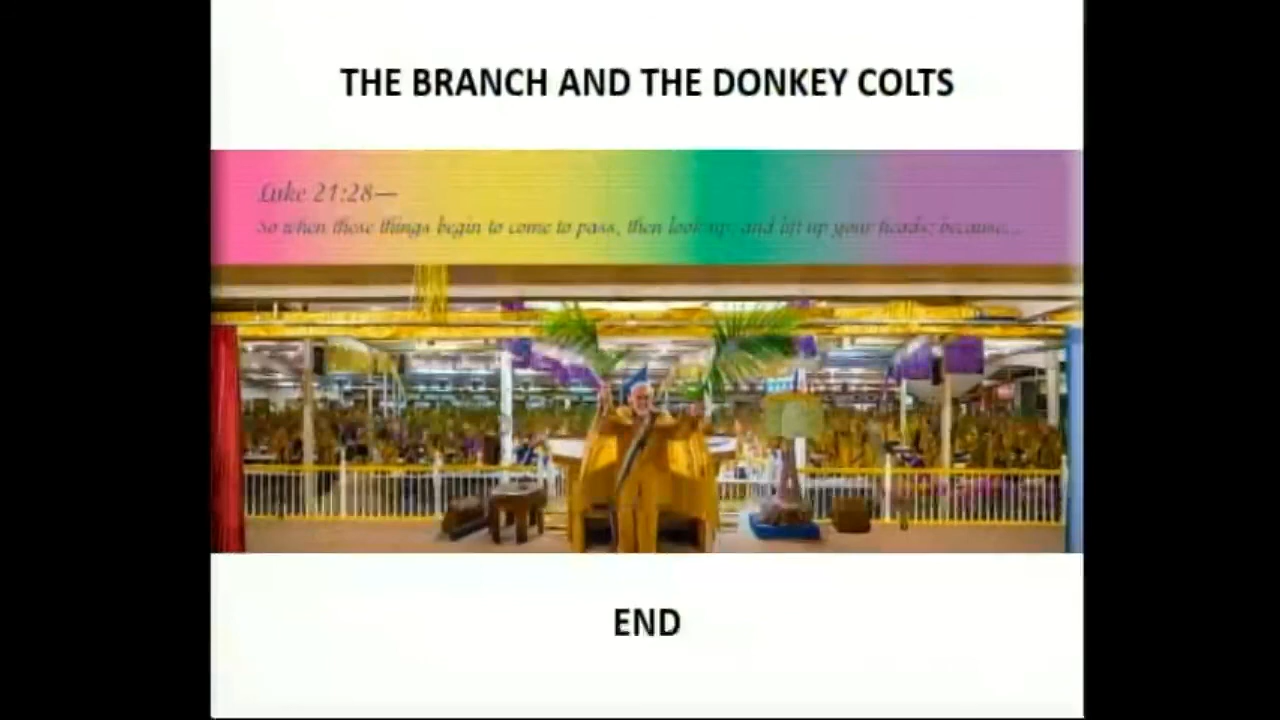 THE BRANCH AND THE DONKEY COLTS
Luke 21:28—
So when these things begin to come to pass, then look up, and lift up your heads; because...
END